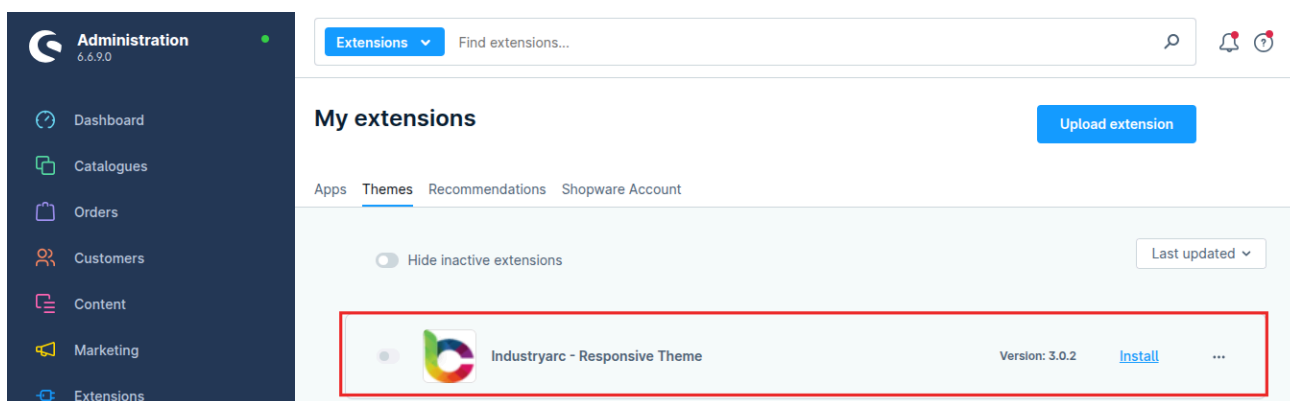 Administration
6.6.9.0
Dashboard
Catalogues
Orders
Customers
Content
Marketing
Extensions
Extensions
Find extensions...
My extensions
Upload extension
Apps Themes Recommendations Shopware Account
Hide inactive extensions
Last updated
Industryarc - Responsive Theme
Version: 3.0.2
Install